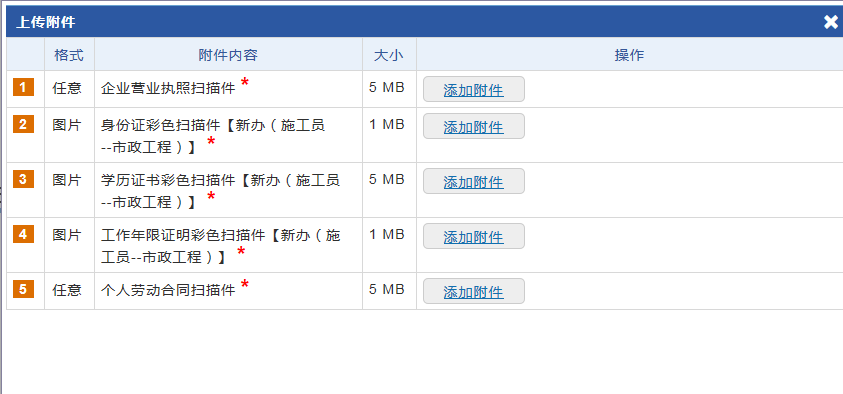 上传附件
格式 附件内容 大小 操作
1 任意 企业营业执照扫描件 * 5 MB 添加附件
2 图片 身份证彩色扫描件【新办（施工员 1 MB 添加附件
--市政工程）】 *
3 图片 学历证书彩色扫描件【新办（施工员 5 MB 添加附件
--市政工程）】 *
4 图片 工作年限证明彩色扫描件【新办（施 1 MB 添加附件
工员--市政工程）】 *
5 任意 个人劳动合同扫描件 * 5 MB 添加附件